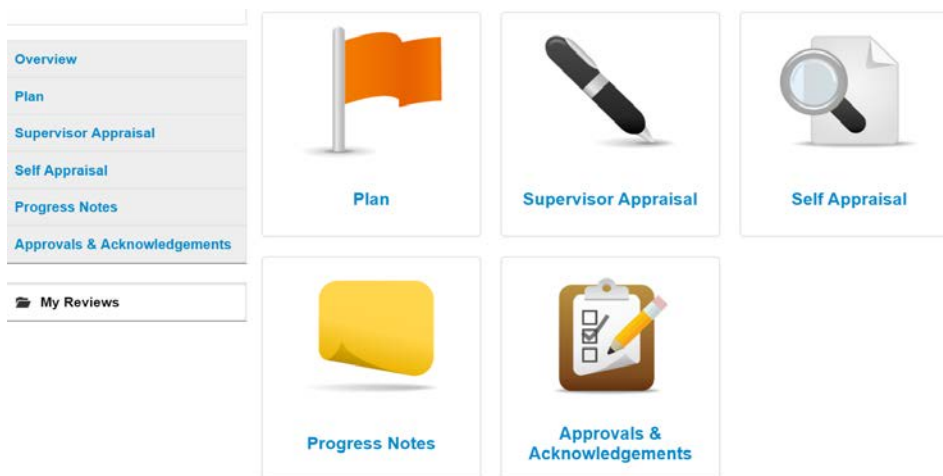 Overview
Plan
Supervisor Appraisal
Self Appraisal
Progress Notes
Approvals & Acknowledgements
My Reviews
Plan
Supervisor Appraisal
Self Appraisal
Progress Notes
Approvals &
Acknowledgements